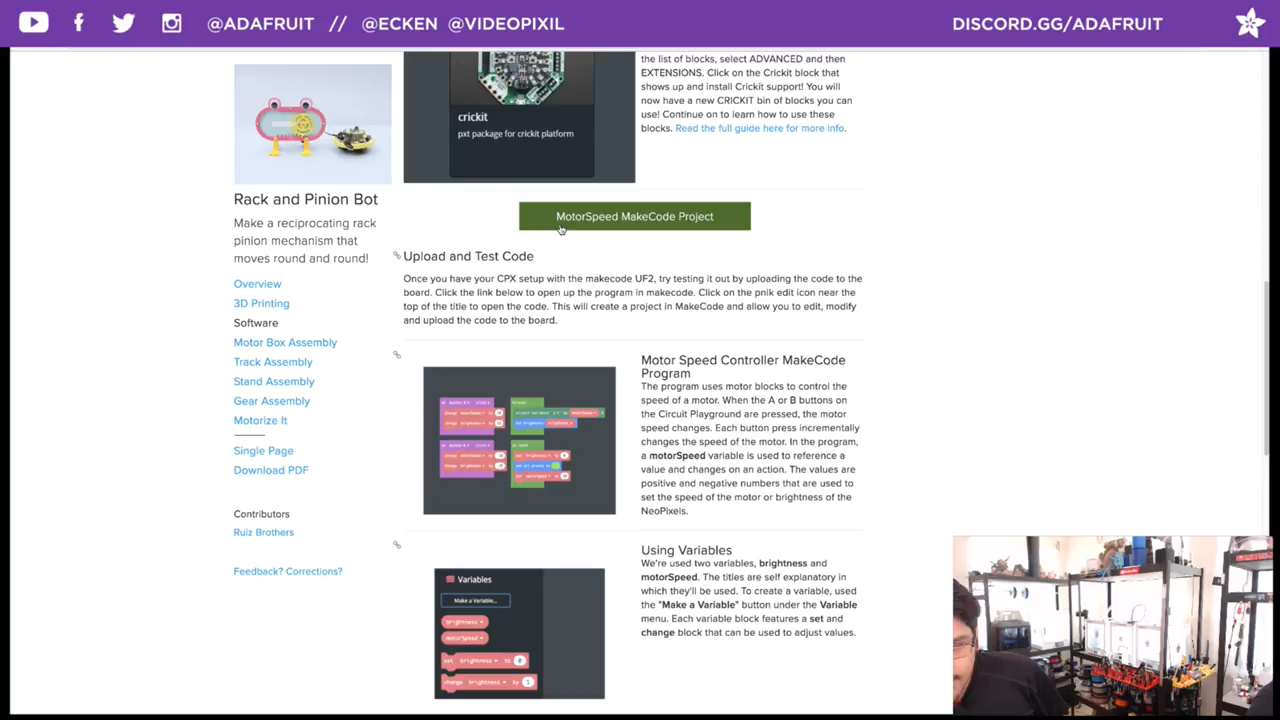 @ADAFRUIT // @ECKEN @VIDEOPIXIL
DISCORD.GG/ADAFRUIT
crickit
pxt package for crickit platform
the list of blocks, select ADVANCED and then
EXTENSIONS. Click on the Crickit block that
shows up and install Crickit support! You will
now have a new CRICKIT bin of blocks you can
use! Continue on to learn how to use these
blocks. Read the full guide here for more info.
Rack and Pinion Bot
Make a reciprocating rack
pinion mechanism that
moves round and round!
Overview
3D Printing
Software
Motor Box Assembly
Track Assembly
Stand Assembly
Gear Assembly
Motorize It
Single Page
Download PDF
Contributors
Ruiz Brothers
Feedback? Corrections?
MotorSpeed MakeCode Project
Upload and Test Code
Once you have your CPX setup with the makecode UF2, try testing it out by uploading the code to the
board. Click the link below to open up the program in makecode. Click on the pnik edit icon near the
top of the title to open the code. This will create a project in MakeCode and allow you to edit, modify
and upload the code to the board.
Motor Speed Controller MakeCode
Program
The program uses motor blocks to control the
speed of a motor. When the A or B buttons on
the Circuit Playground are pressed, the motor
speed changes. Each button press incrementally
changes the speed of the motor. In the program,
a motorSpeed variable is used to reference a
value and changes on an action. The values are
positive and negative numbers that are used to
set the speed of the motor or brightness of the
NeoPixels.
Using Variables
We're used two variables, brightness and
motorSpeed. The titles are self explanatory in
which they'll be used. To create a variable, used
the "Make a Variable" button under the Variable
menu. Each variable block features a set and
change block that can be used to adjust values.
Variables
Make a Variable...
brightness
motorSpeed
set brightness to 0
change brightness by 1